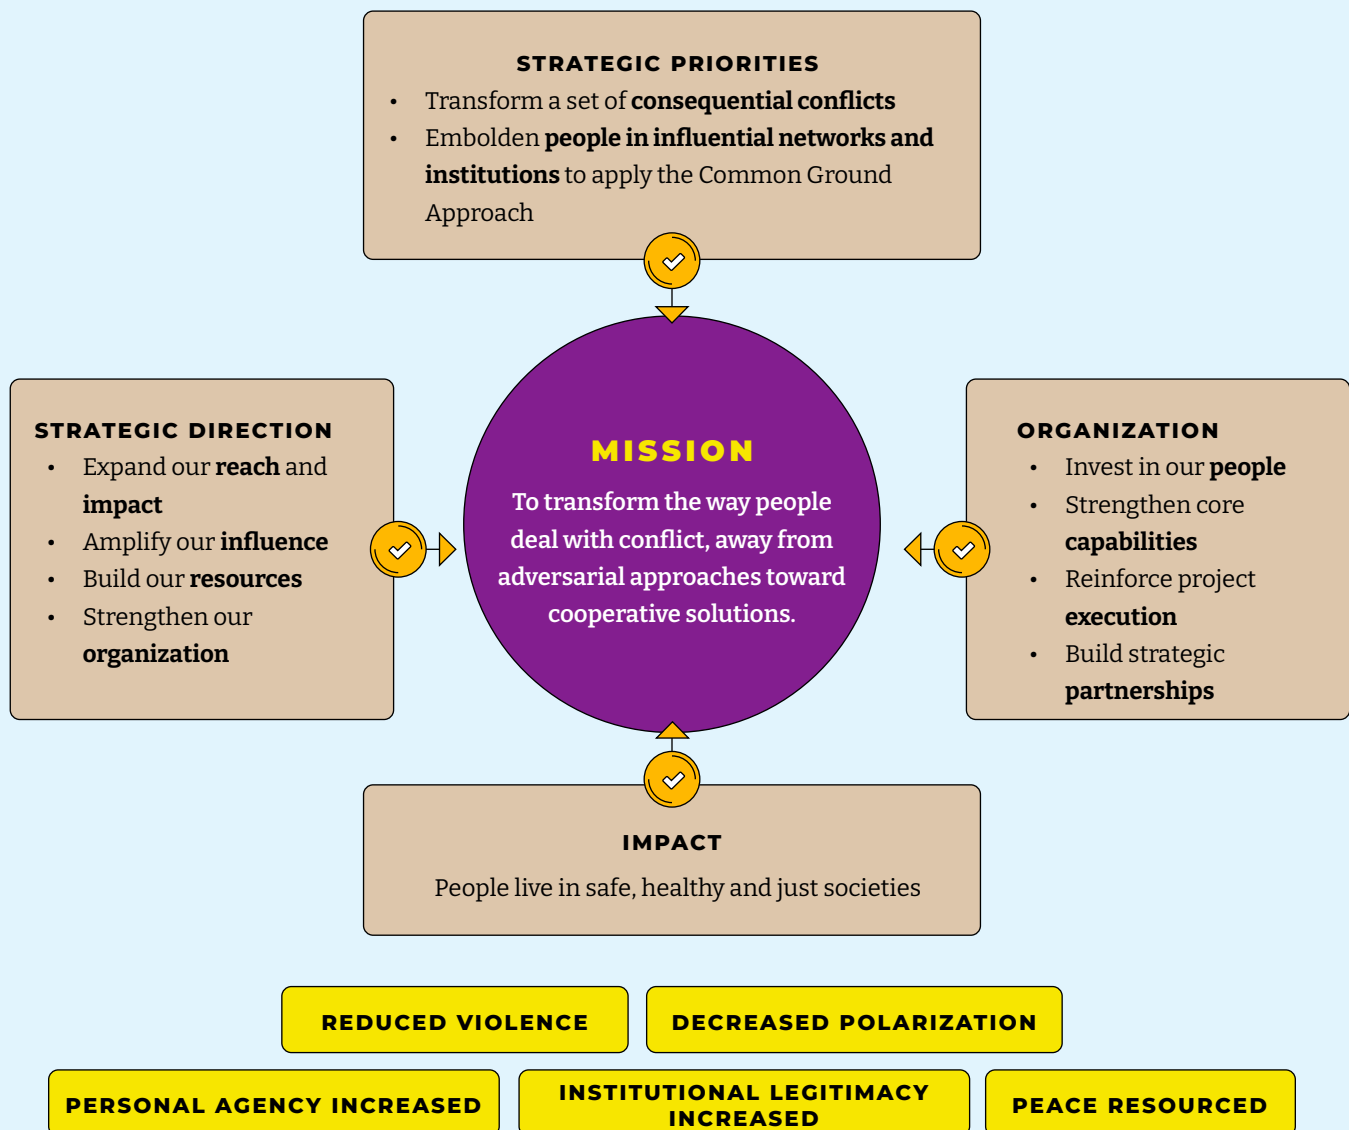 STRATEGIC PRIORITIES
• Transform a set of consequential conflicts
• Embolden people in influential networks and
institutions to apply the Common Ground
Approach
STRATEGIC DIRECTION
• Expand our reach and
impact
• Amplify our influence
• Build our resources
• Strengthen our
organization
MISSION
To transform the way people
deal with conflict, away from
adversarial approaches toward
cooperative solutions.
ORGANIZATION
• Invest in our people
• Strengthen core
capabilities
• Reinforce project
execution
• Build strategic
partnerships
IMPACT
People live in safe, healthy and just societies
REDUCED VIOLENCE
DECREASED POLARIZATION
PERSONAL AGENCY INCREASED
INSTITUTIONAL LEGITIMACY
INCREASED
PEACE RESOURCED